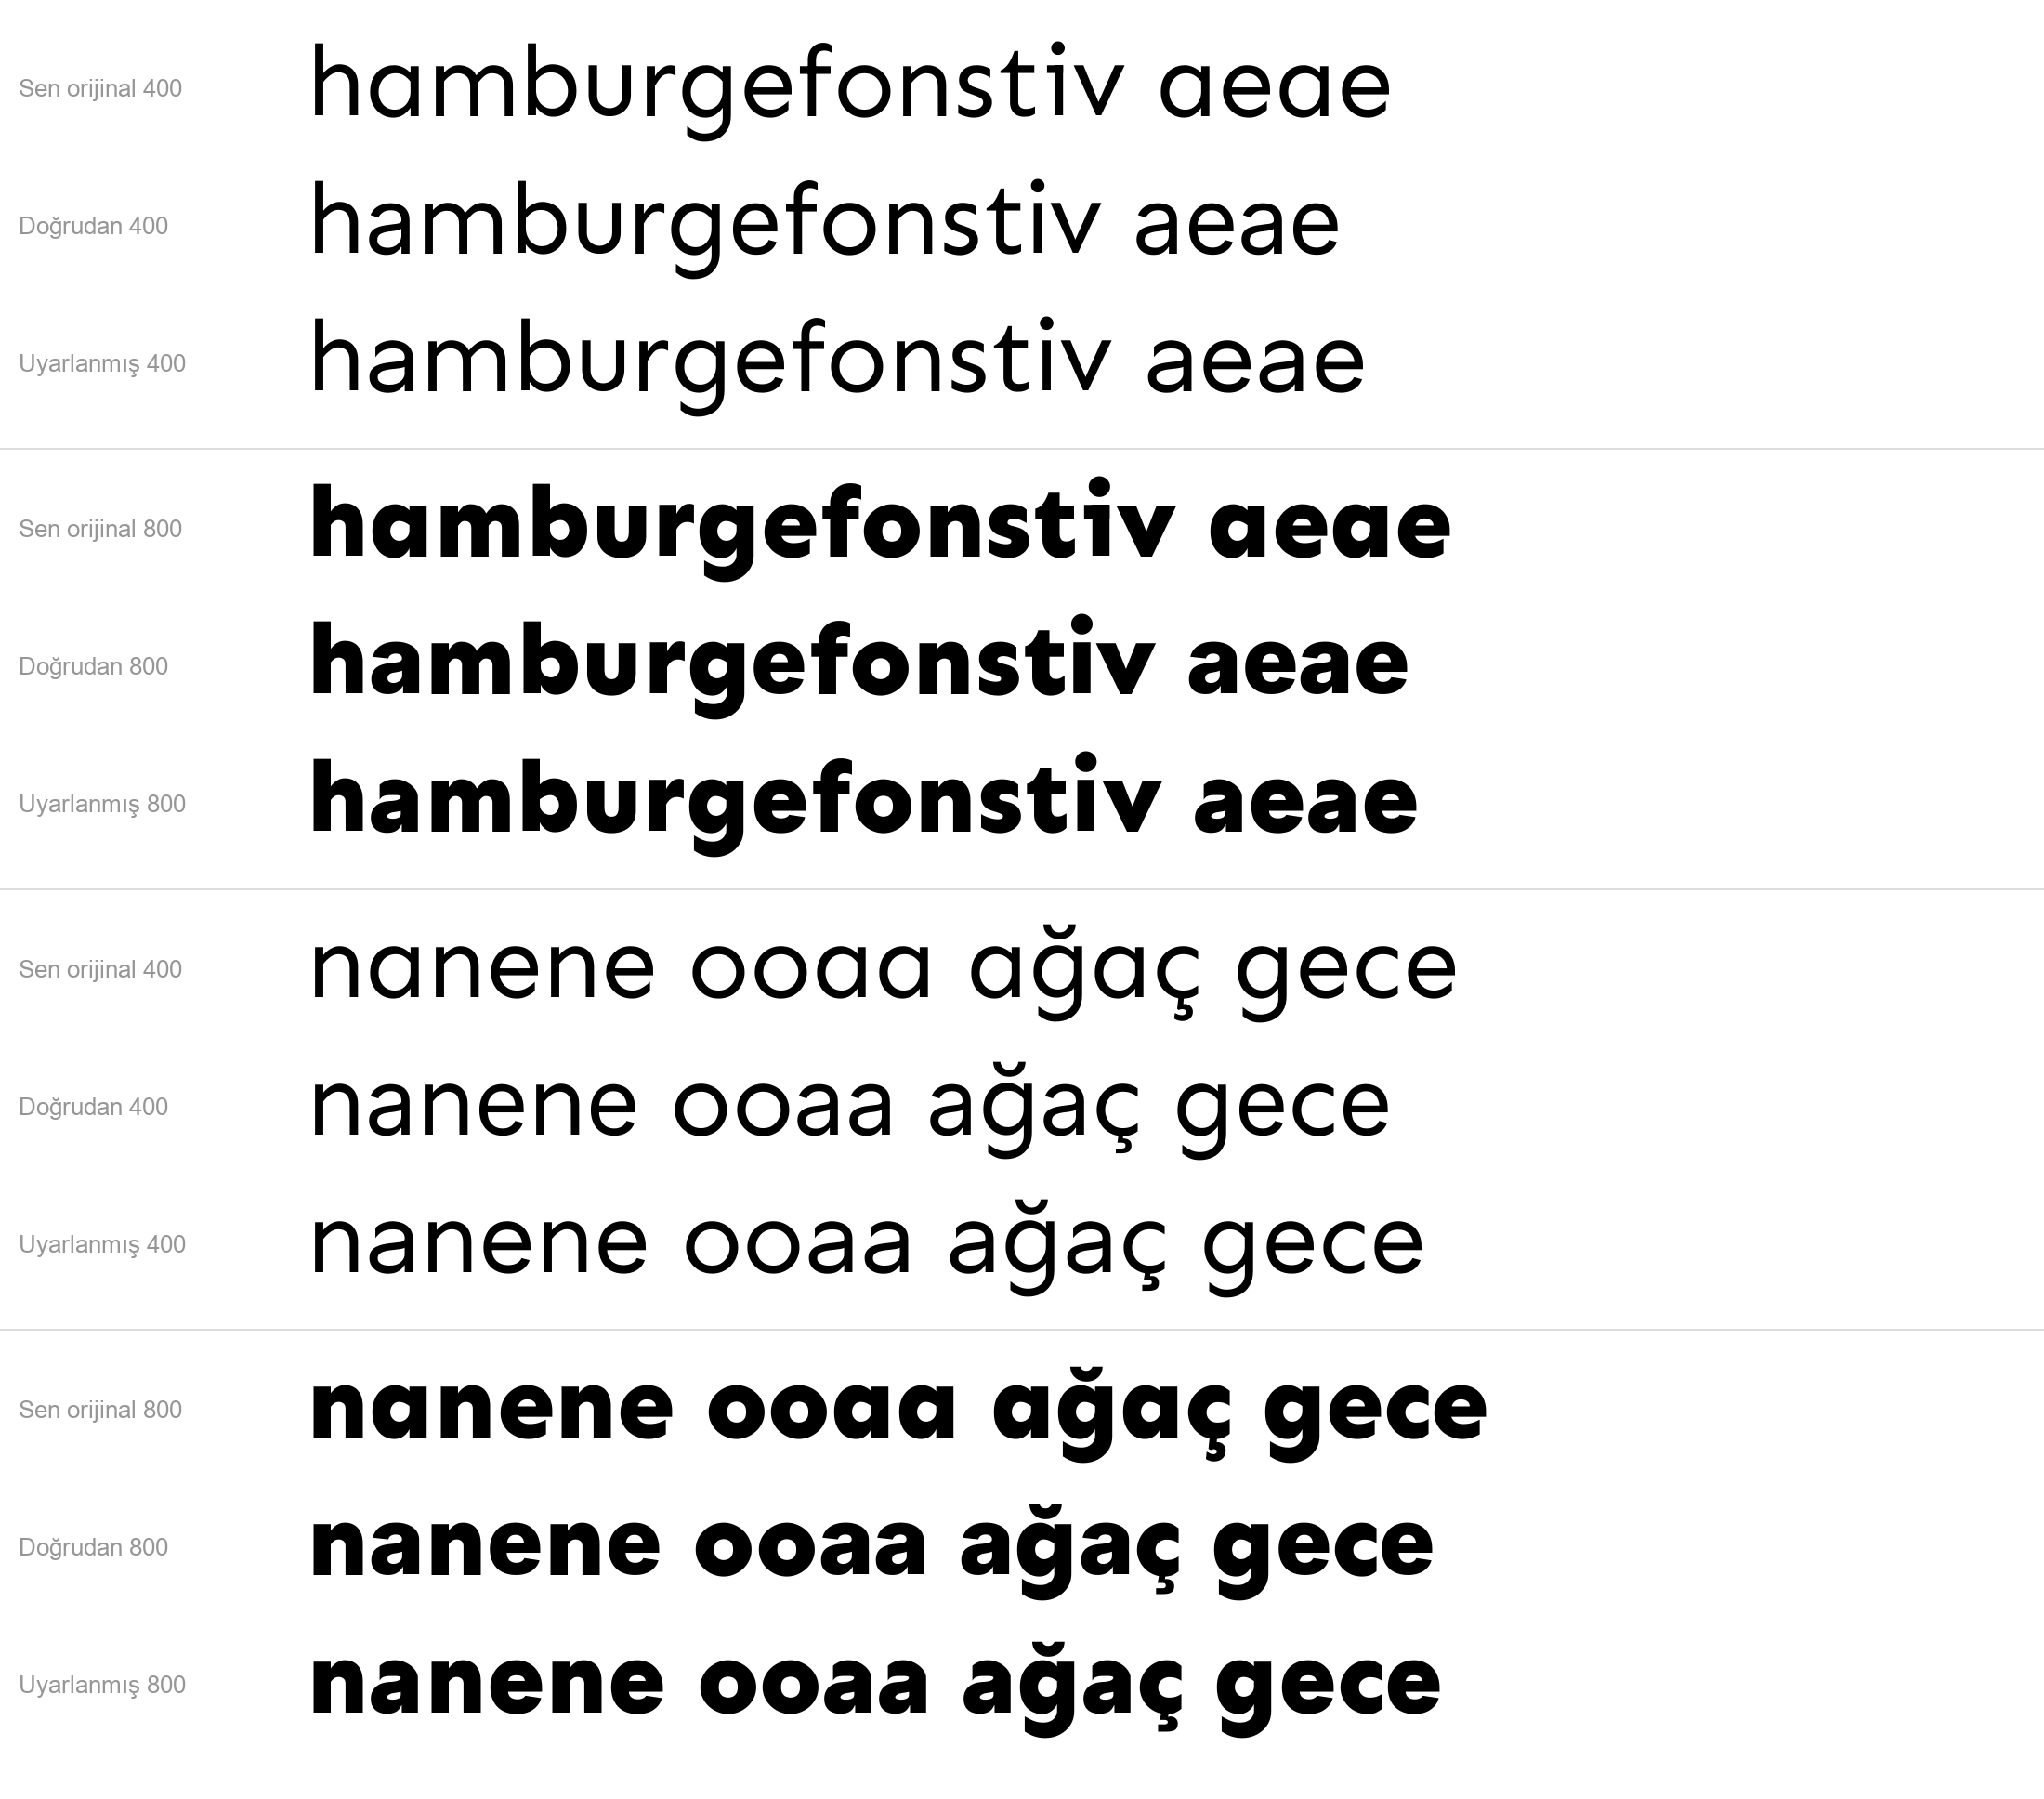 Sen orijinal 400 hamburgefonstiv aeae
Doğrudan 400 hamburgefonstiv aeae
Uyarlanmış 400 hamburgefonstiv aeae
Sen orijinal 800 hamburgefonstiv aeae
Doğrudan 800 hamburgefonstiv aeae
Uyarlanmış 800 hamburgefonstiv aeae
Sen orijinal 400 nanene ooaa ağaç gece
Doğrudan 400 nanene ooaa ağaç gece
Uyarlanmış 400 nanene ooaa ağaç gece
Sen orijinal 800 nanene ooaa ağaç gece
Doğrudan 800 nanene ooaa ağaç gece
Uyarlanmış 800 nanene ooaa ağaç gece